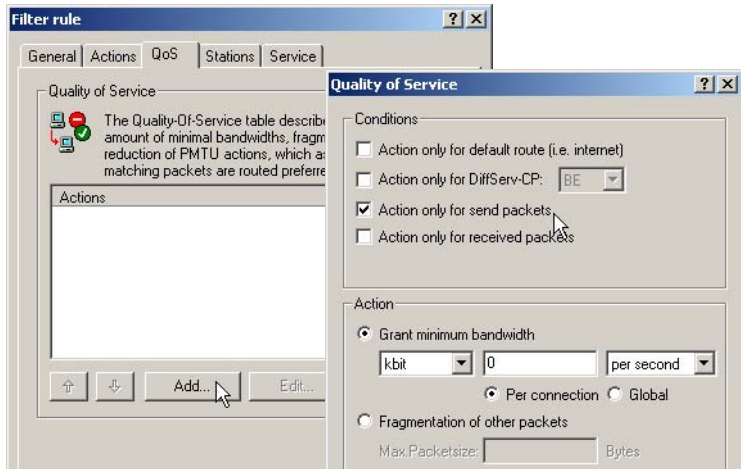 Filter rule
General
Actions
QoS
Stations
Service
Quality of Service
The Quality-Of-Service table describe
amount of minimal bandwidths, fragm
reduction of PMTU actions, which a
matching packets are routed preferre
Actions
Add...
Edit...
Quality of Service
Conditions
Action only for default route (i.e. internet)
Action only for DiffServ-CP: BE
Action only for send packets
Action only for received packets
Action
Grant minimum bandwidth
kbit 0 per second
Per connection Global
Fragmentation of other packets
Max.Packetsize: Bytes